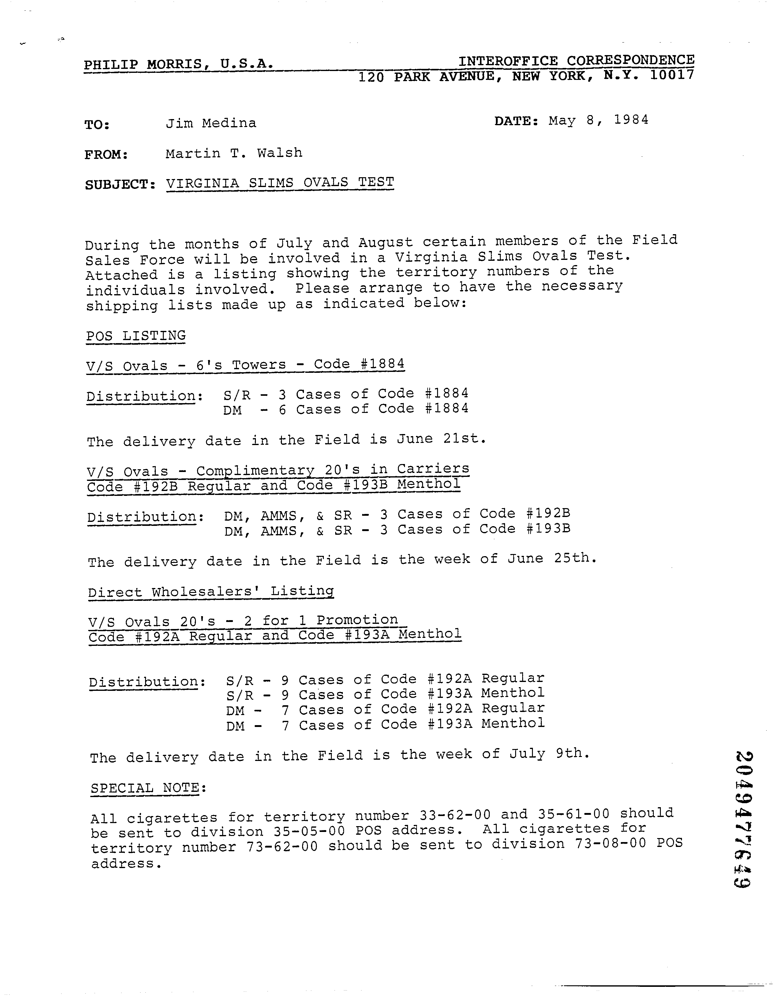 PHILIP MORRIS, U.S.A.
INTEROFFICE CORRESPONDENCE
120 PARK AVENUE, NEW YORK, N.Y. 10017
TO: Jim Medina
DATE: May 8, 1984
FROM: Martin T. Walsh
SUBJECT: VIRGINIA SLIMS OVALS TEST
During the months of July and August certain members of the Field
Sales Force will be involved in a Virginia Slims Ovals Test.
Attached is a listing showing the territory numbers of the
individuals involved. Please arrange to have the necessary
shipping lists made up as indicated below:
POS LISTING
V/S Ovals - 6's Towers - Code #1884
Distribution: S/R - 3 Cases of Code #1884
DM - 6 Cases of Code #1884
The delivery date in the Field is June 21st.
V/S Ovals - Complimentary 20's in Carriers
Code #192B Regular and Code #193B Menthol
Distribution: DM, AMMS, & SR - 3 Cases of Code #192B
DM, AMMS, & SR - 3 Cases of Code #193B
The delivery date in the Field is the week of June 25th.
Direct Wholesalers' Listing
V/S Ovals 20's - 2 for 1 Promotion
Code #192A Regular and Code #193A Menthol
Distribution: S/R - 9 Cases of Code #192A Regular
S/R - 9 Cases of Code #193A Menthol
DM - 7 Cases of Code #192A Regular
DM - 7 Cases of Code #193A Menthol
The delivery date in the Field is the week of July 9th.
SPECIAL NOTE:
All cigarettes for territory number 33-62-00 and 35-61-00 should
be sent to division 35-05-00 POS address. All cigarettes for
territory number 73-62-00 should be sent to division 73-08-00 POS
address.
2049477649